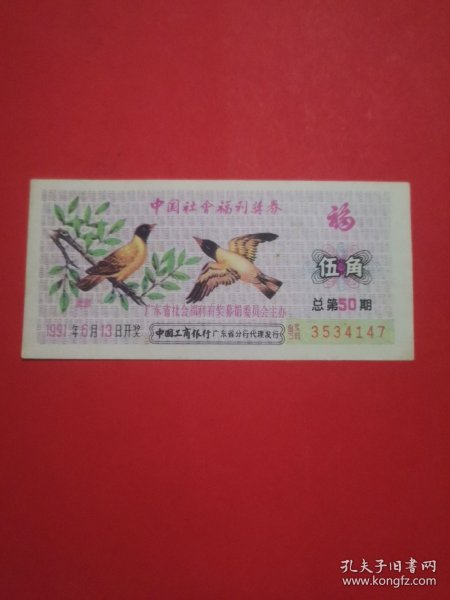 中国社会福利奖券
福
伍角
广东省社会福利有奖募捐委员会主办
总第50期
1991年6月13日开奖
中国工商银行广东省分行代理发行
3534147
孔夫子旧书网
www.kongfz.com